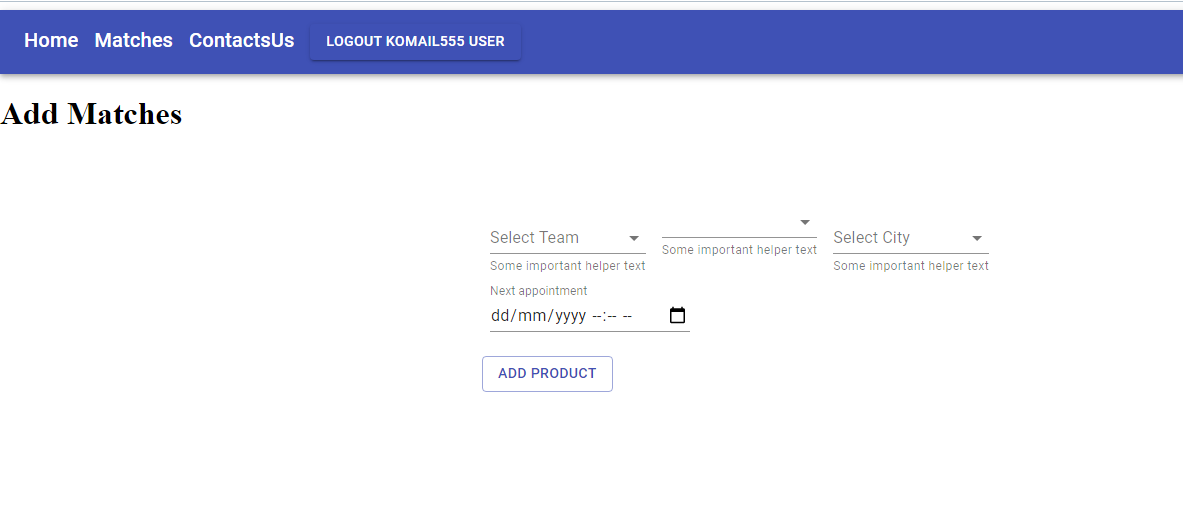 Home Matches ContactsUs LOGOUT KOMAIL555 USER
Add Matches
Select Team Select City
Some important helper text Some important helper text Some important helper text
Next appointment
dd/mm/yyyy --:-- --
ADD PRODUCT